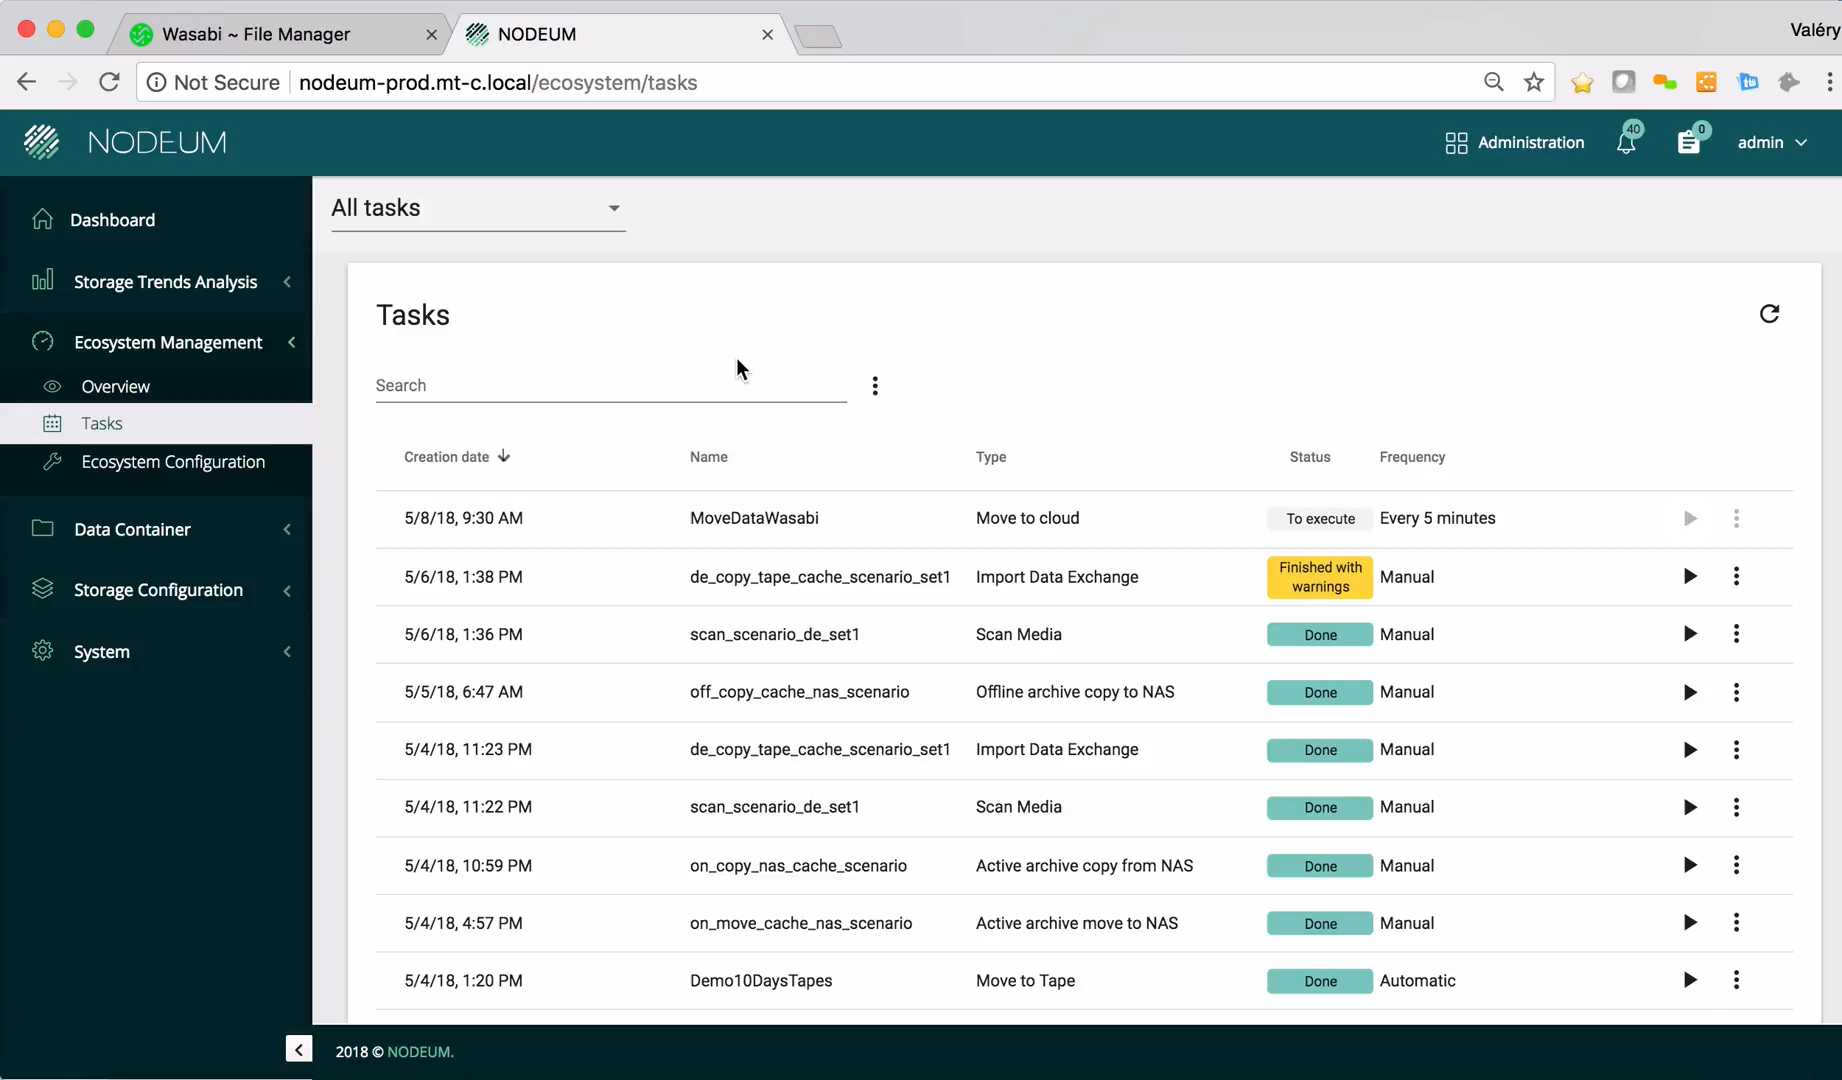 Wasabi ~ File Manager
NODEUM
Valéry
Not Secure
nodeum-prod.mt-c.local/ecosystem/tasks
NODEUM
Administration
40
0
admin
Dashboard
Storage Trends Analysis
Ecosystem Management
Overview
Tasks
Ecosystem Configuration
Data Container
Storage Configuration
System
All tasks
Tasks
Search
Creation date Name Type Status Frequency
5/8/18, 9:30 AM MoveDataWasabi Move to cloud To execute Every 5 minutes
5/6/18, 1:38 PM de_copy_tape_cache_scenario_set1 Import Data Exchange Finished with warnings Manual
5/6/18, 1:36 PM scan_scenario_de_set1 Scan Media Done Manual
5/5/18, 6:47 AM off_copy_cache_nas_scenario Offline archive copy to NAS Done Manual
5/4/18, 11:23 PM de_copy_tape_cache_scenario_set1 Import Data Exchange Done Manual
5/4/18, 11:22 PM scan_scenario_de_set1 Scan Media Done Manual
5/4/18, 10:59 PM on_copy_nas_cache_scenario Active archive copy from NAS Done Manual
5/4/18, 4:57 PM on_move_cache_nas_scenario Active archive move to NAS Done Manual
5/4/18, 1:20 PM Demo10DaysTapes Move to Tape Done Automatic
2018 © NODEUM.